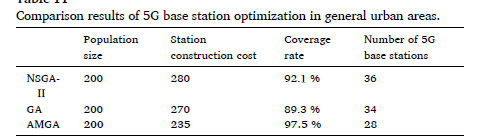 Table 11
Comparison results of 5G base station optimization in general urban areas.
Population size Station construction cost Coverage rate Number of 5G base stations
NSGA-II 200 280 92.1 % 36
GA 200 270 89.3 % 34
AMGA 200 235 97.5 % 28